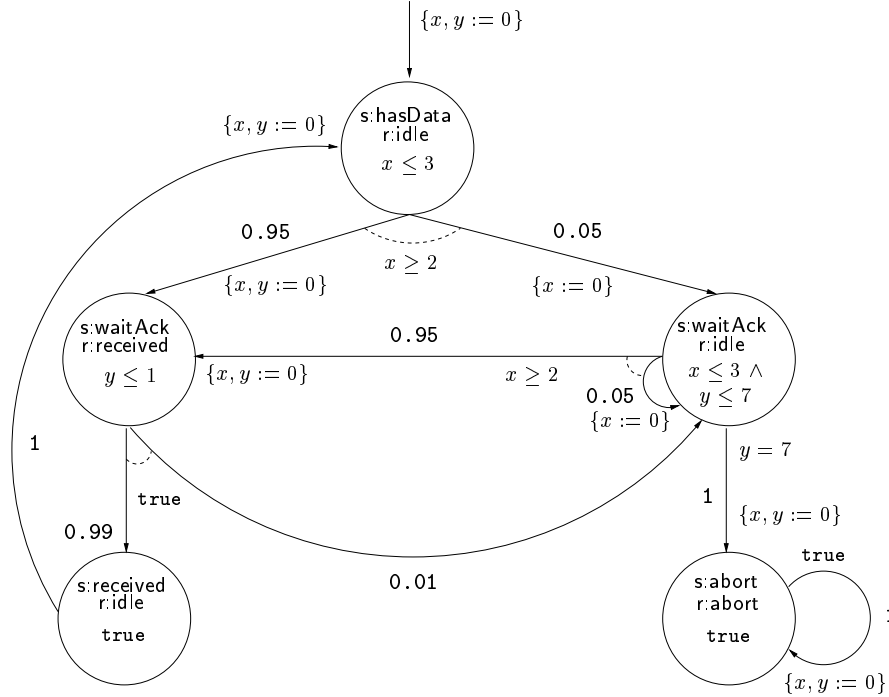 {x, y := 0}
s:hasData
r:idle
x ≤ 3
{x, y := 0}
0.95
0.05
x ≥ 2
{x, y := 0}
{x := 0}
s:waitAck
r:received
y ≤ 1
s:waitAck
r:idle
x ≤ 3 ∧
y ≤ 7
0.95
{x, y := 0}
x ≥ 2
0.05
{x := 0}
1
true
0.99
0.01
y = 7
1
{x, y := 0}
s:received
r:idle
true
s:abort
r:abort
true
true
{x, y := 0}